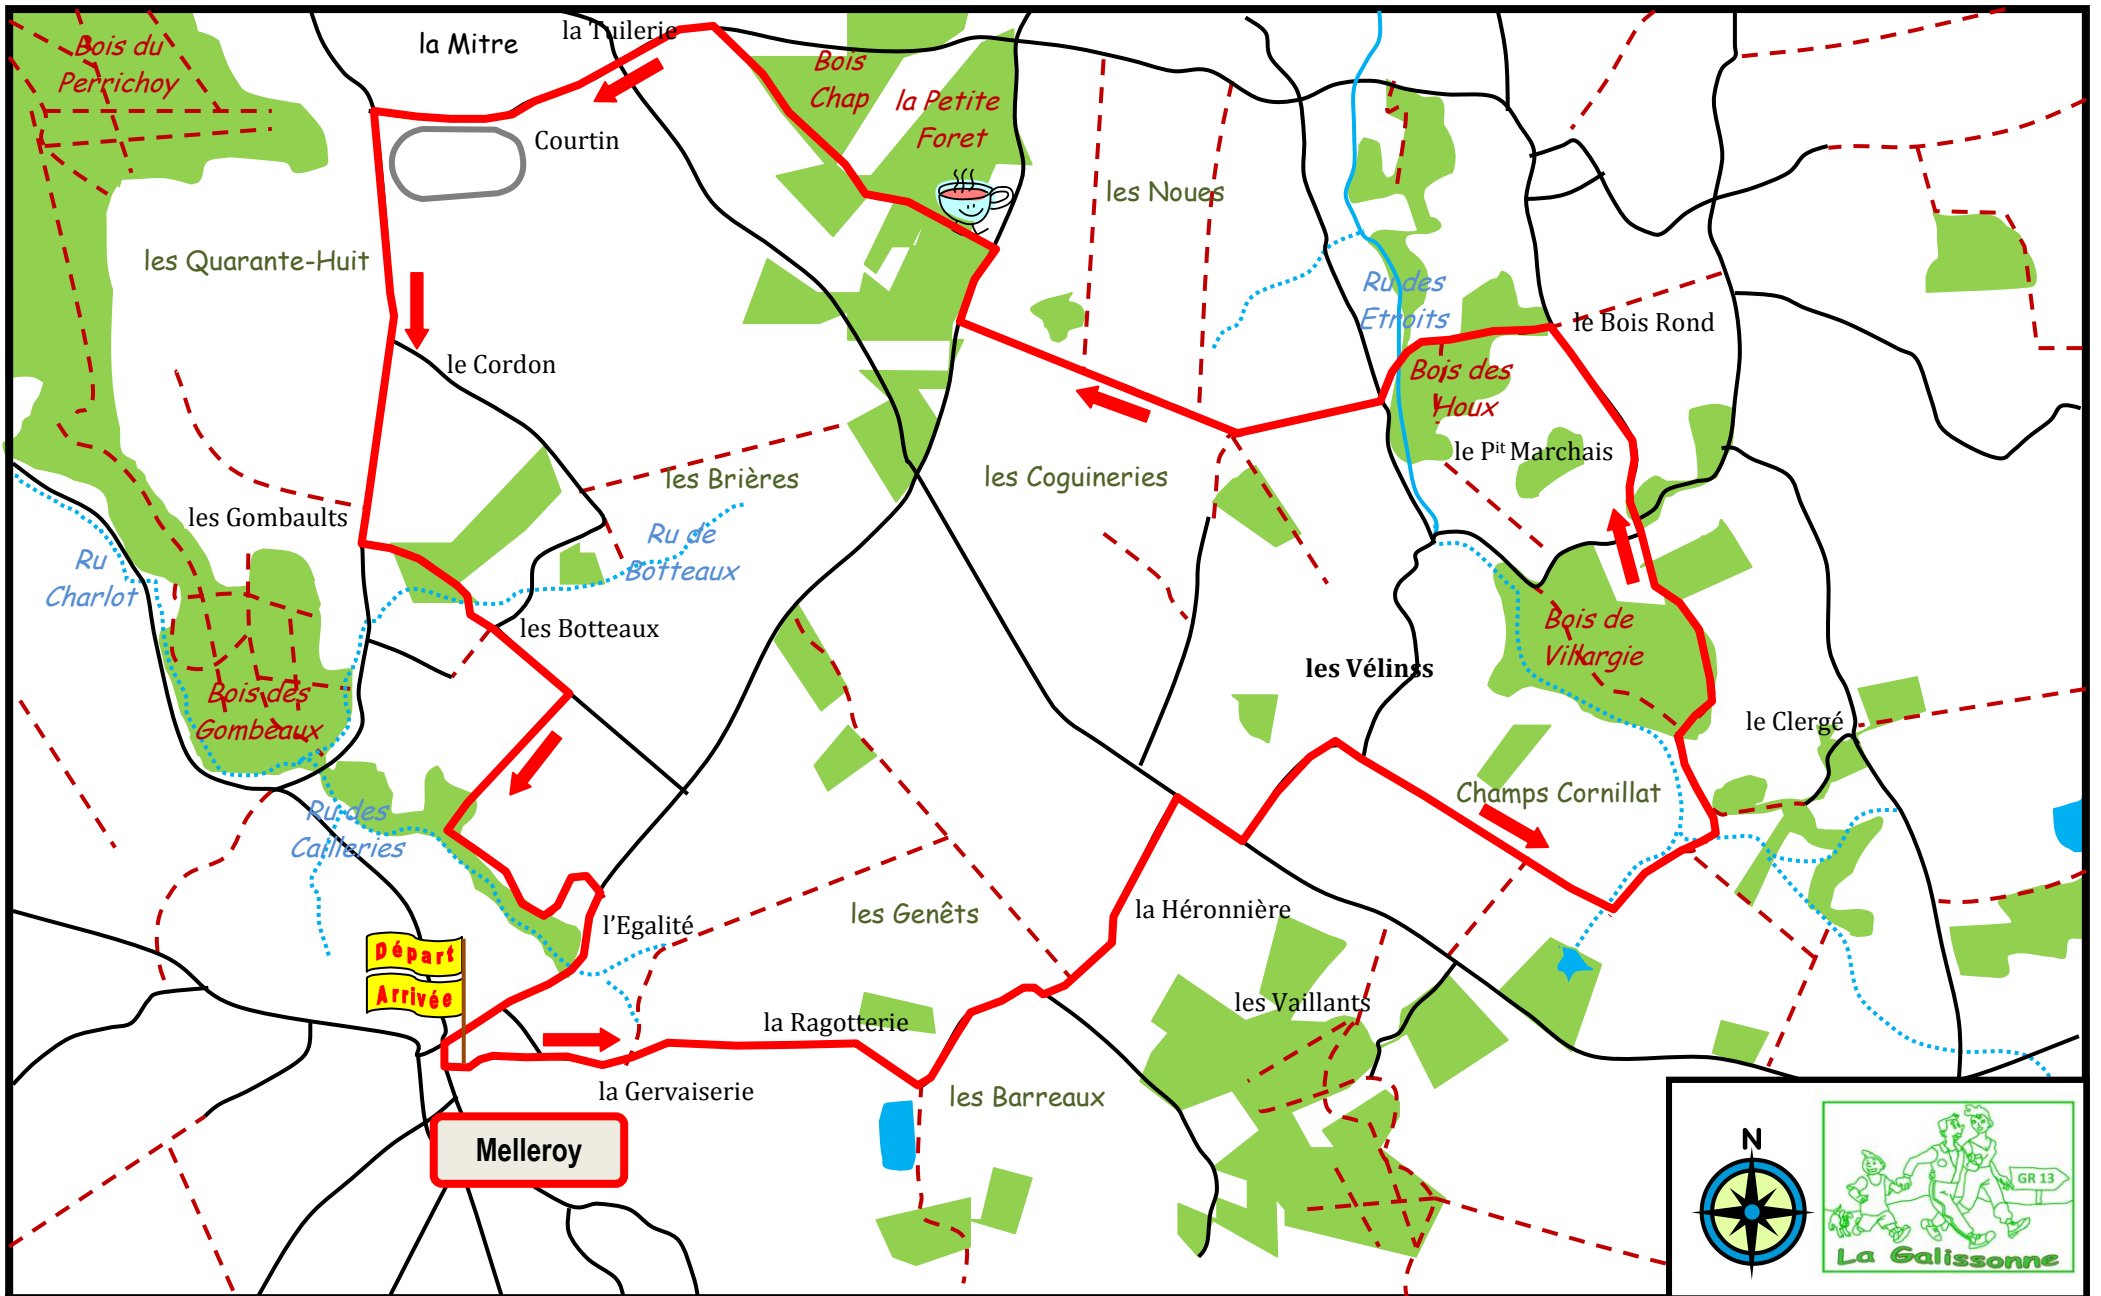 la Tuilerie
la Mitre
Bois du
Perrichoy
Bois
Chap
la Petite
Foret
Courtin
les Noues
les Quarante-Huit
Ru des
Etroits
le Bois Rond
le Cordon
Bois des
Houx
le Pit Marchais
les Brières
les Coguineries
les Gombaults
Ru de
Botteaux
Ru
Charlot
les Botteaux
Bois de
Villargie
les Vélinss
Bois des
Gombeaux
le Clergé
Champs Cornillat
Ru des
Cailleries
les Genêts
la Héronnière
l’Egalité
Départ
Arrivée
les Vaillants
la Ragotterie
la Gervaiserie
les Barreaux
Melleroy
N
GR 13
La Galissonne